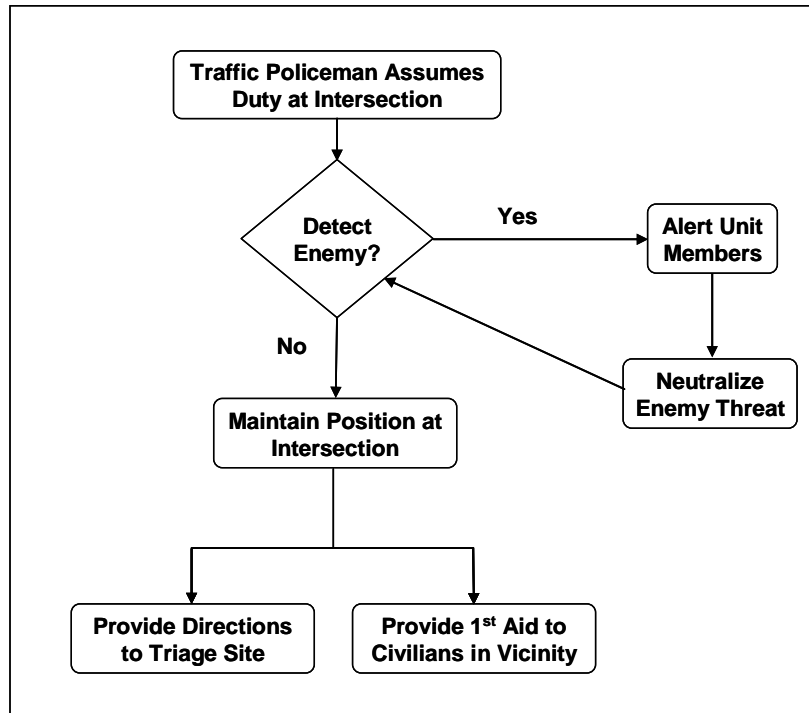 Traffic Policeman Assumes
Duty at Intersection
Detect
Enemy?
Yes
Alert Unit
Members
No
Neutralize
Enemy Threat
Maintain Position at
Intersection
Provide Directions
to Triage Site
Provide 1st Aid to
Civilians in Vicinity